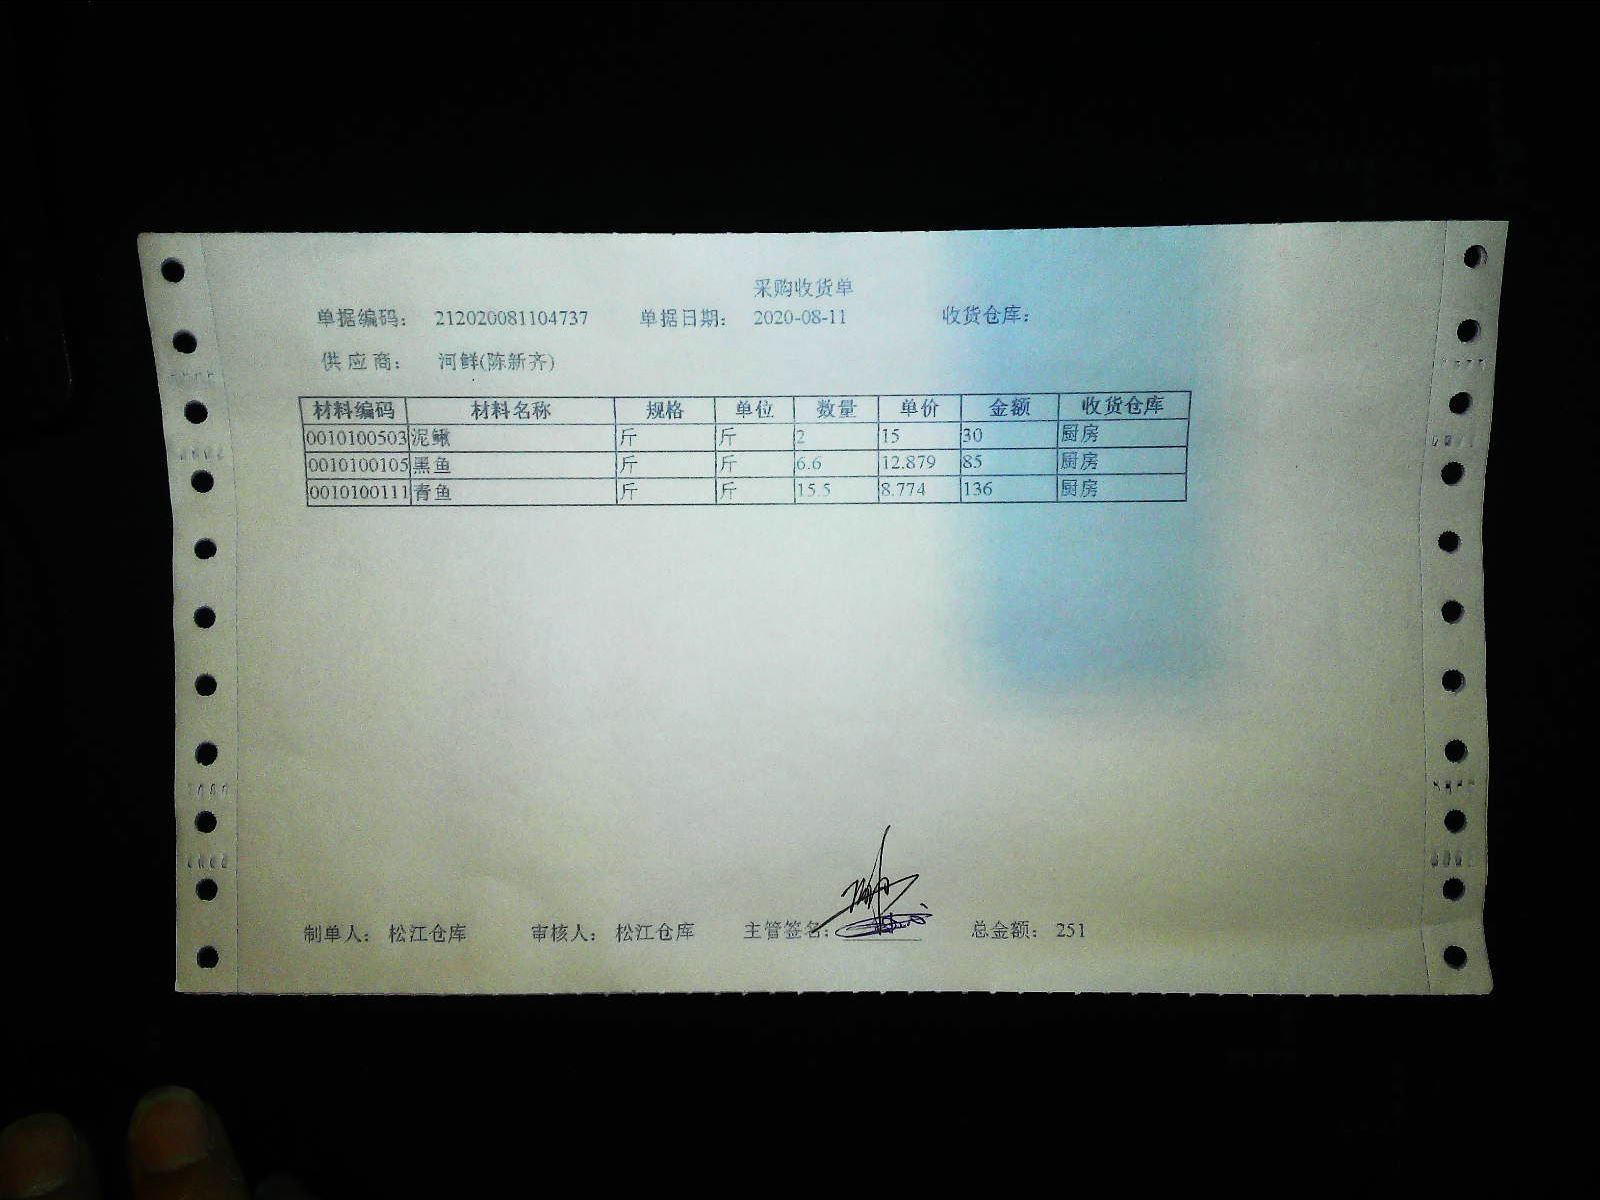 采购收货单
单据编码： 212020081104737 单据日期： 2020-08-11 收货仓库：
供应商： 河鲜(陈新齐)
材料编码 材料名称 规格 单位 数量 单价 金额 收货仓库
0010100503 泥鳅 斤 斤 2 15 30 厨房
0010100105 黑鱼 斤 斤 6.6 12.879 85 厨房
0010100111 青鱼 斤 斤 15.5 8.774 136 厨房
制单人： 松江仓库 审核人： 松江仓库 主管签名： 总金额： 251